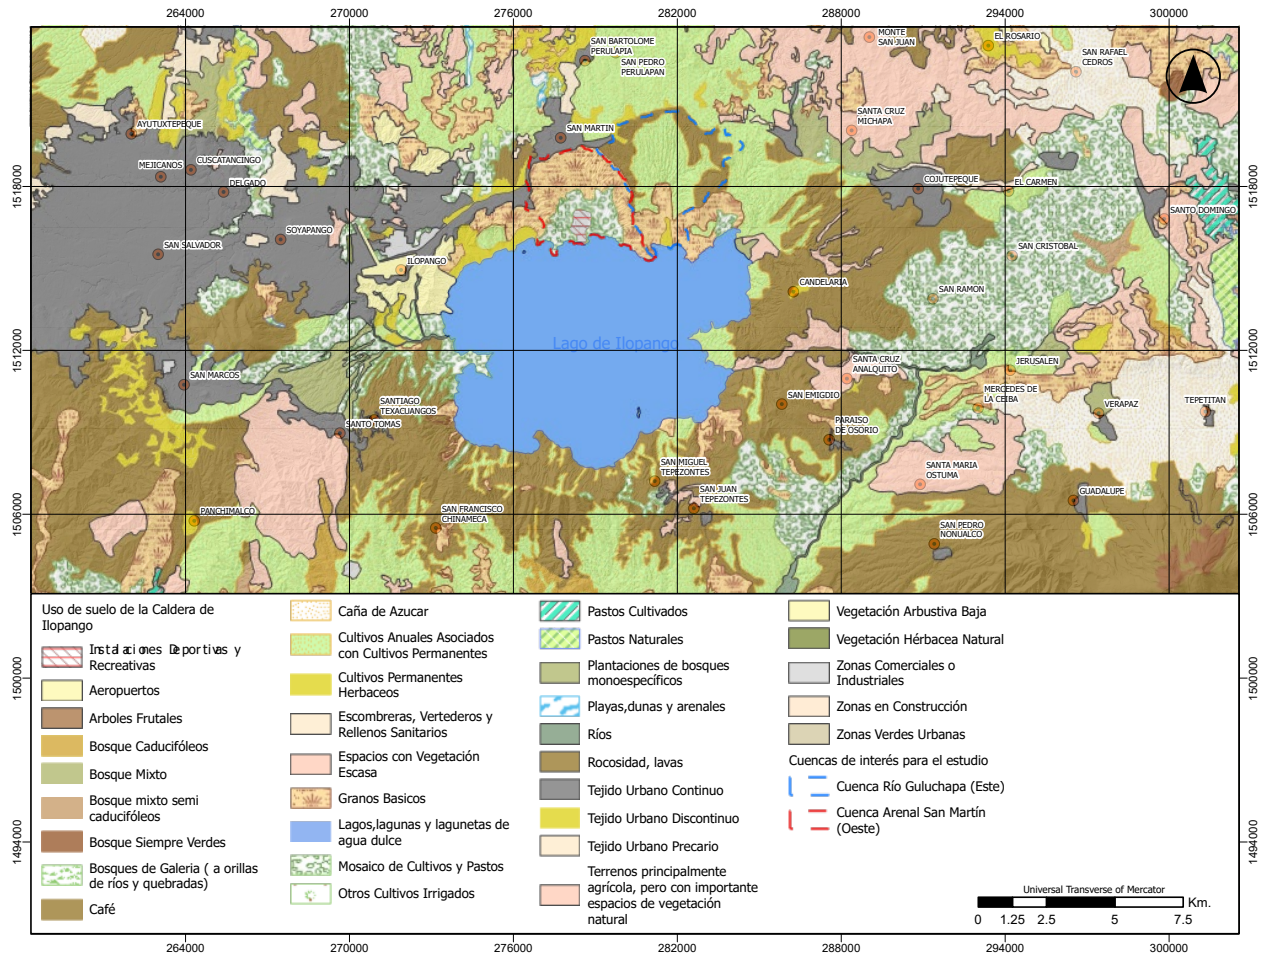 264000 270000 276000 282000 288000 294000 300000
1518000
1512000
1506000
1500000
1494000
1518000
1512000
1506000
1500000
1494000
SAN BARTOLOME
PERULAPIA
SAN PEDRO
PERULAPAN
MONTE
SAN JUAN
EL ROSARIO
SAN RAFAEL
CEDROS
AYUTUXTEPEQUE
SAN MARTIN
SANTA CRUZ
MICHAPA
MEJICANOS
CUSCATANCINGO
DELGADO
COJUTEPEQUE
EL CARMEN
SANTO DOMINGO
SAN SALVADOR
SOYAPANGO
ILOPANGO
SAN CRISTOBAL
CANDELARIA
SAN RAMON
Lago de Ilopango
SAN MARCOS
SANTA CRUZ
ANALQUITO
JERUSALEN
SANTIAGO
TEXACUANGOS
SANTO TOMAS
SAN EMIGDIO
MERCEDES DE
LA CEIBA
VERAPAZ
TEPETITAN
PARAISO
DE OSORIO
SAN MIGUEL
TEPEZONTES
SAN JUAN
TEPEZONTES
SANTA MARIA
OSTUMA
GUADALUPE
PANCHIMALCO
SAN FRANCISCO
CHINAMECA
SAN PEDRO
NONUALCO
Uso de suelo de la Caldera de
Ilopango
Instalaciones Deportivas y
Recreativas
Aeropuertos
Arboles Frutales
Bosque Caducifóleos
Bosque Mixto
Bosque mixto semi
caducifóleos
Bosque Siempre Verdes
Bosques de Galeria ( a orillas
de ríos y quebradas)
Café
Caña de Azucar
Cultivos Anuales Asociados
con Cultivos Permanentes
Cultivos Permanentes
Herbaceos
Escombreras, Vertederos y
Rellenos Sanitarios
Espacios con Vegetación
Escasa
Granos Basicos
Lagos,lagunas y lagunetas de
agua dulce
Mosaico de Cultivos y Pastos
Otros Cultivos Irrigados
Pastos Cultivados
Pastos Naturales
Plantaciones de bosques
monoespecíficos
Playas,dunas y arenales
Ríos
Rocosidad, lavas
Tejido Urbano Continuo
Tejido Urbano Discontinuo
Tejido Urbano Precario
Terrenos principalmente
agrícola, pero con importante
espacios de vegetación
natural
Vegetación Arbustiva Baja
Vegetación Hérbacea Natural
Zonas Comerciales o
Industriales
Zonas en Construcción
Zonas Verdes Urbanas
Cuencas de interés para el estudio
Cuenca Río Guluchapa (Este)
Cuenca Arenal San Martín
(Oeste)
Universal Transverse of Mercator
Km.
0 1.25 2.5 5 7.5
264000 270000 276000 282000 288000 294000 300000